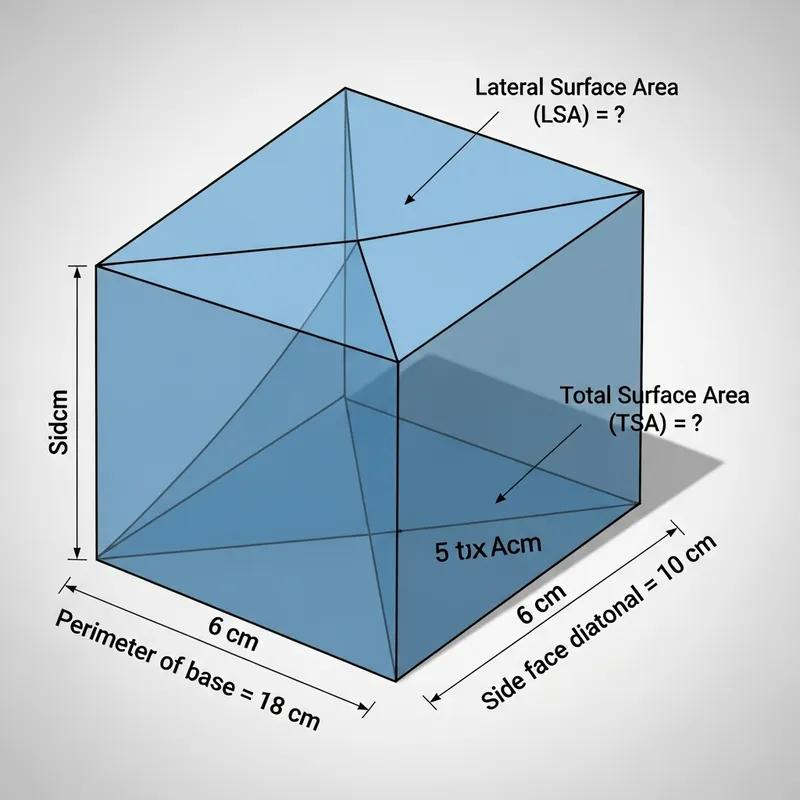 Lateral Surface Area
(LSA) = ?
Sidcm
Total Surface Area
(TSA) = ?
5 Acm
6 cm
Perimeter of base = 18 cm
6 cm
Side face diatonal = 10 cm